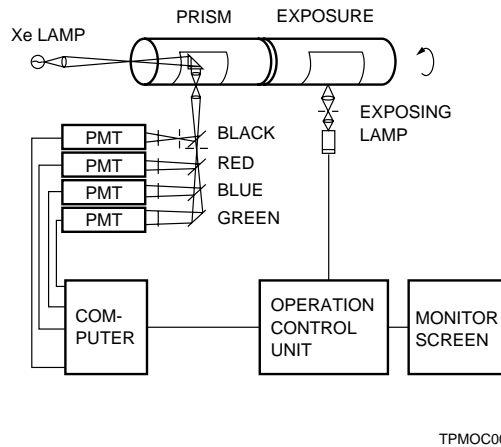 PRISM
EXPOSURE
Xe LAMP
EXPOSING
LAMP
PMT
BLACK
PMT
RED
PMT
BLUE
PMT
GREEN
COM-
PUTER
OPERATION
CONTROL
UNIT
MONITOR
SCREEN